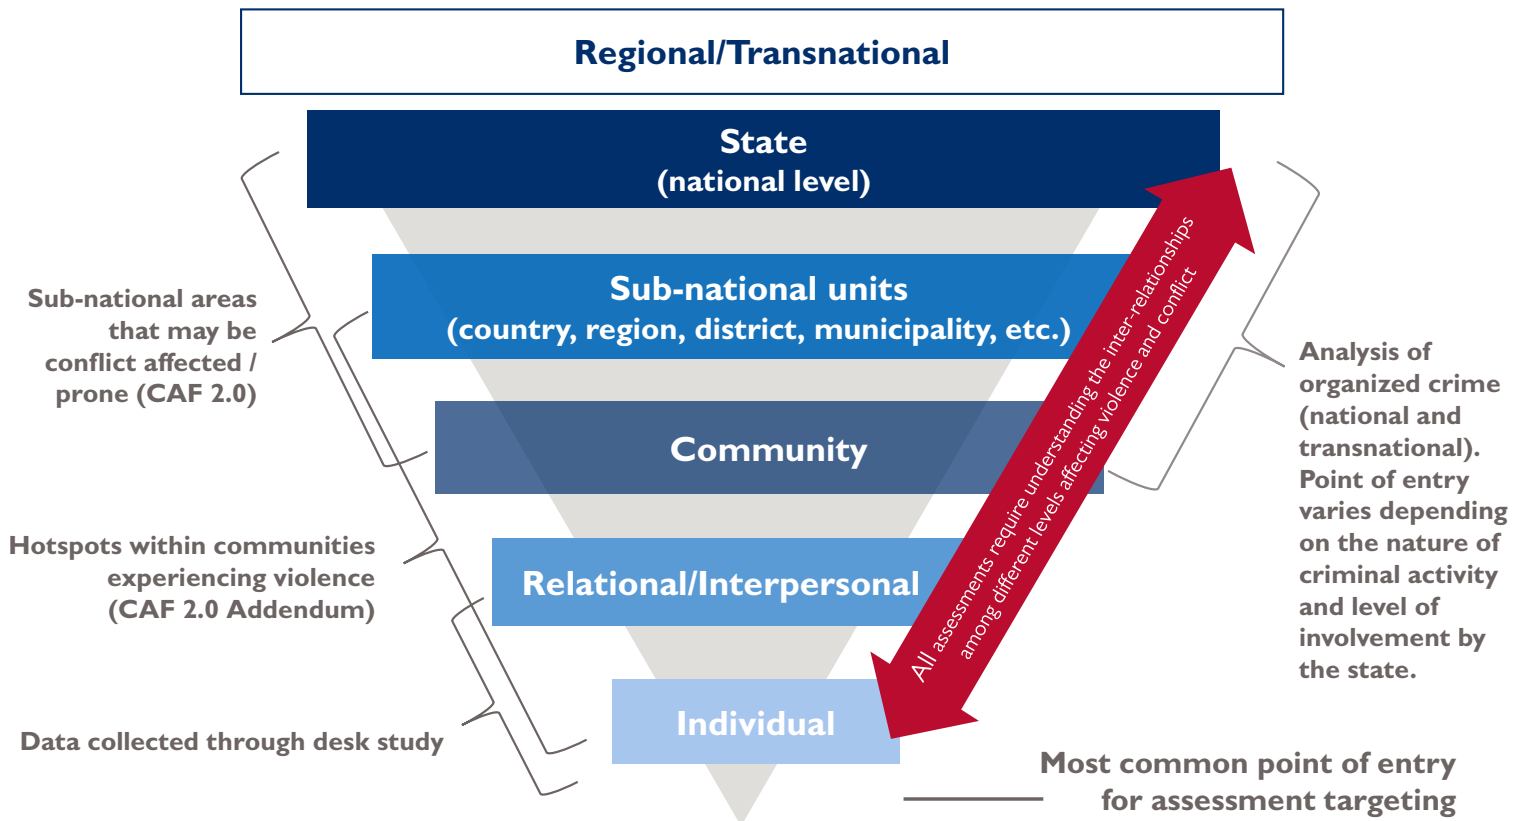 Regional/Transnational
State
(national level)
Sub-national units
(country, region, district, municipality, etc.)
Community
Relational/Interpersonal
Individual
All assessments require understanding the inter-relationships
among different levels affecting violence and conflict
Sub-national areas
that may be
conflict affected /
prone (CAF 2.0)
Hotspots within communities
experiencing violence
(CAF 2.0 Addendum)
Data collected through desk study
Analysis of
organized crime
(national and
transnational).
Point of entry
varies depending
on the nature of
criminal activity
and level of
involvement by
the state.
Most common point of entry
for assessment targeting